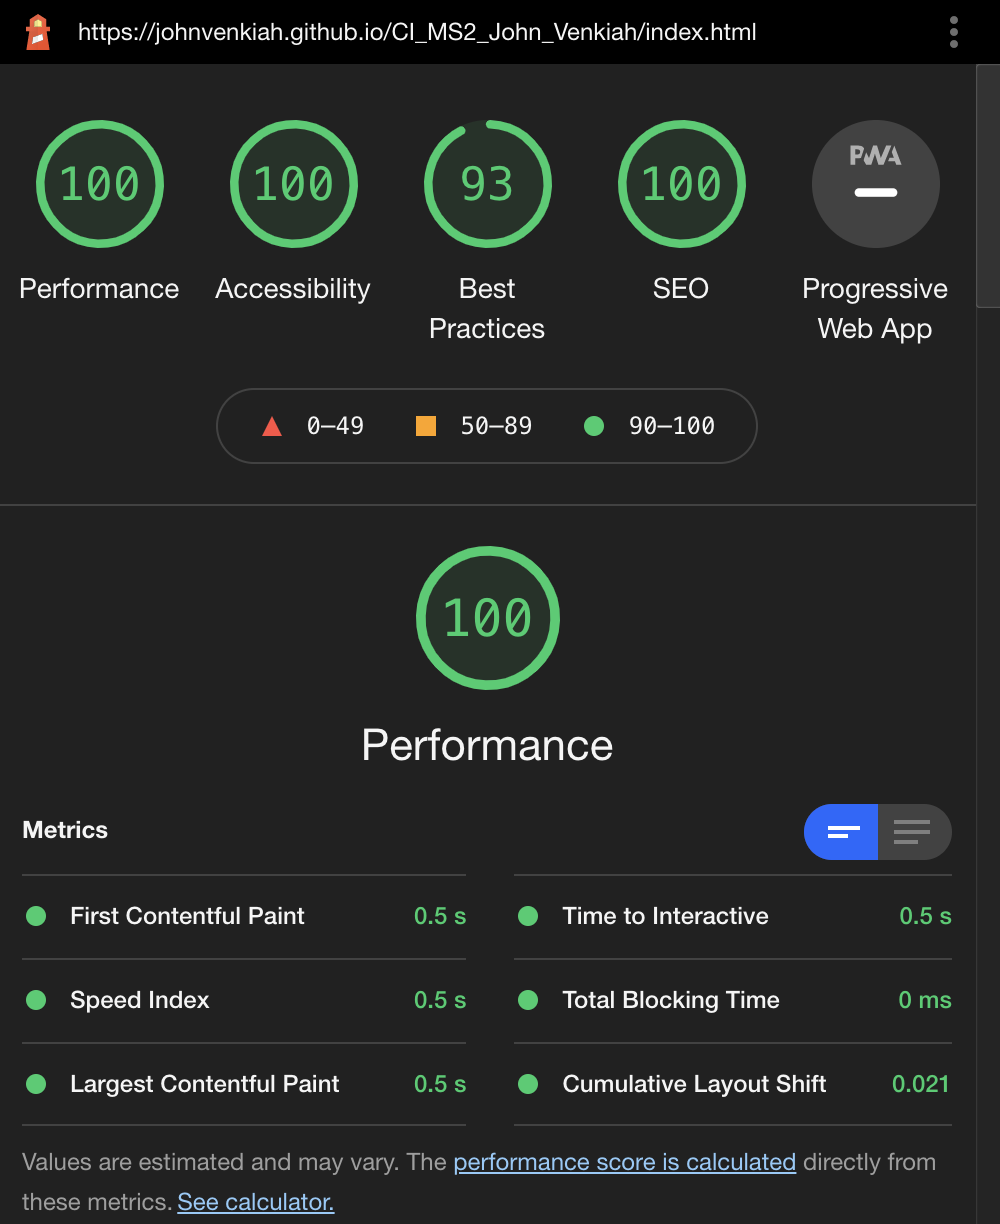 https://johnvenkiah.github.io/CI_MS2_John_Venkiah/index.html
100
100
93
100
PWA
Performance
Accessibility
Best
Practices
SEO
Progressive
Web App
0–49
50–89
90–100
100
Performance
Metrics
First Contentful Paint 0.5 s
Time to Interactive 0.5 s
Speed Index 0.5 s
Total Blocking Time 0 ms
Largest Contentful Paint 0.5 s
Cumulative Layout Shift 0.021
Values are estimated and may vary. The performance score is calculated directly from
these metrics. See calculator.